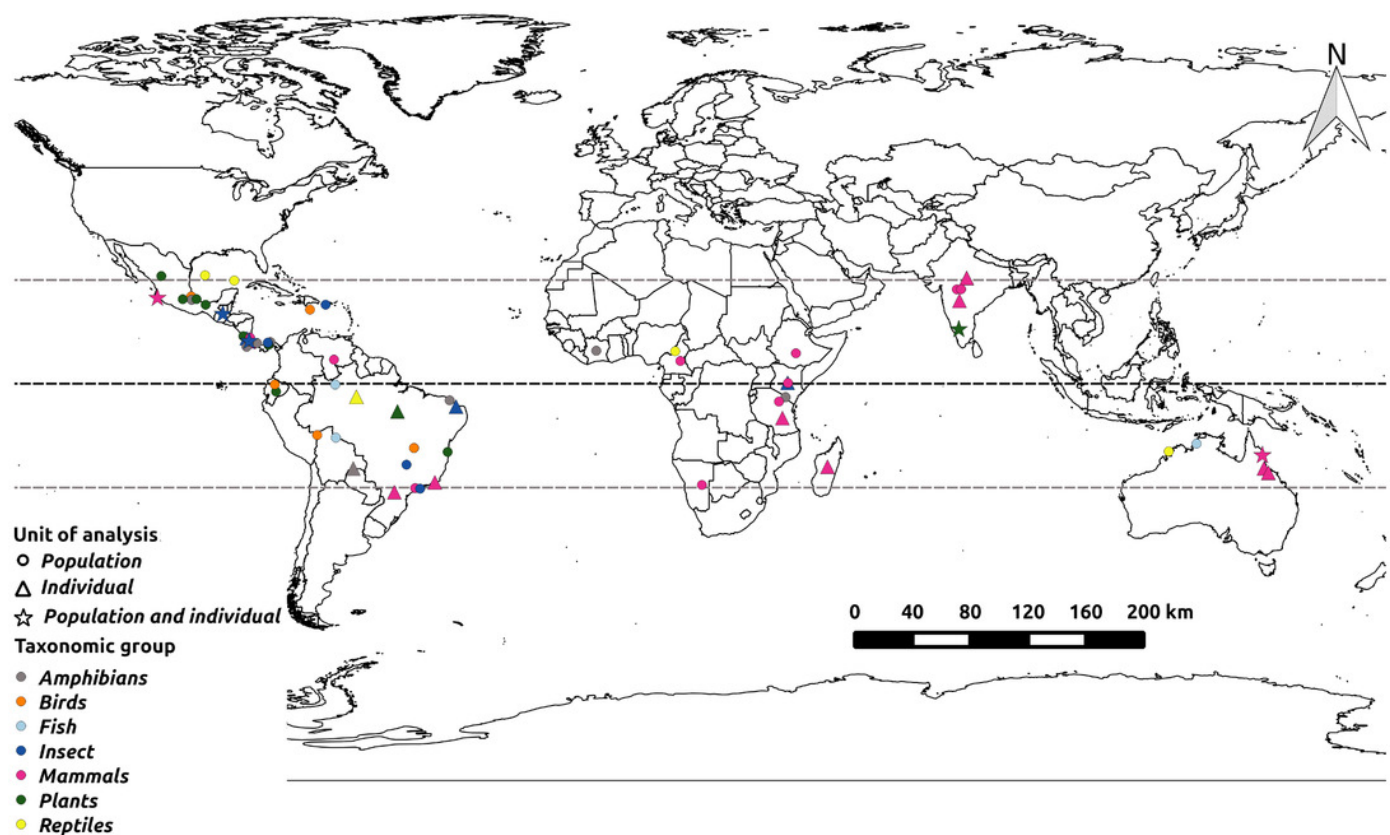 N
Unit of analysis
Population
Individual
Population and individual
0 40 80 120 160 200 km
Taxonomic group
Amphibians
Birds
Fish
Insect
Mammals
Plants
Reptiles